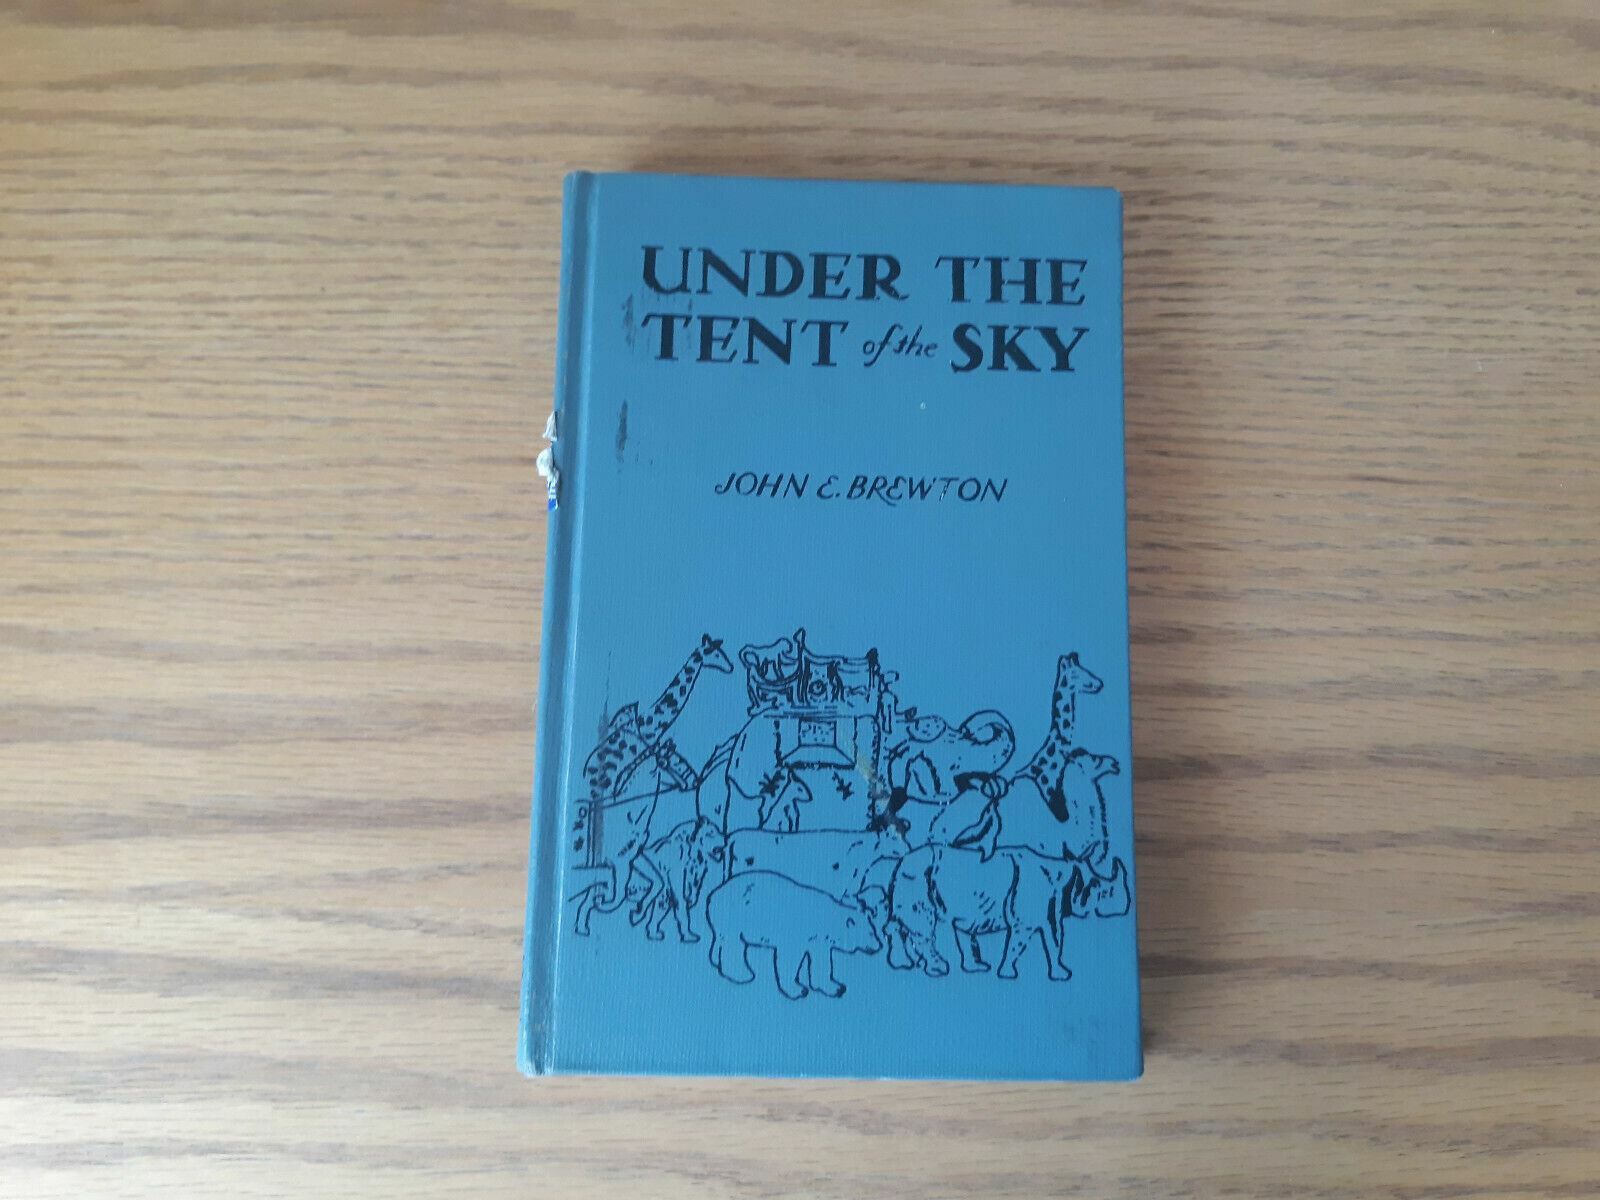 UNDER THE
TENT of the SKY
JOHN E. BREWTON